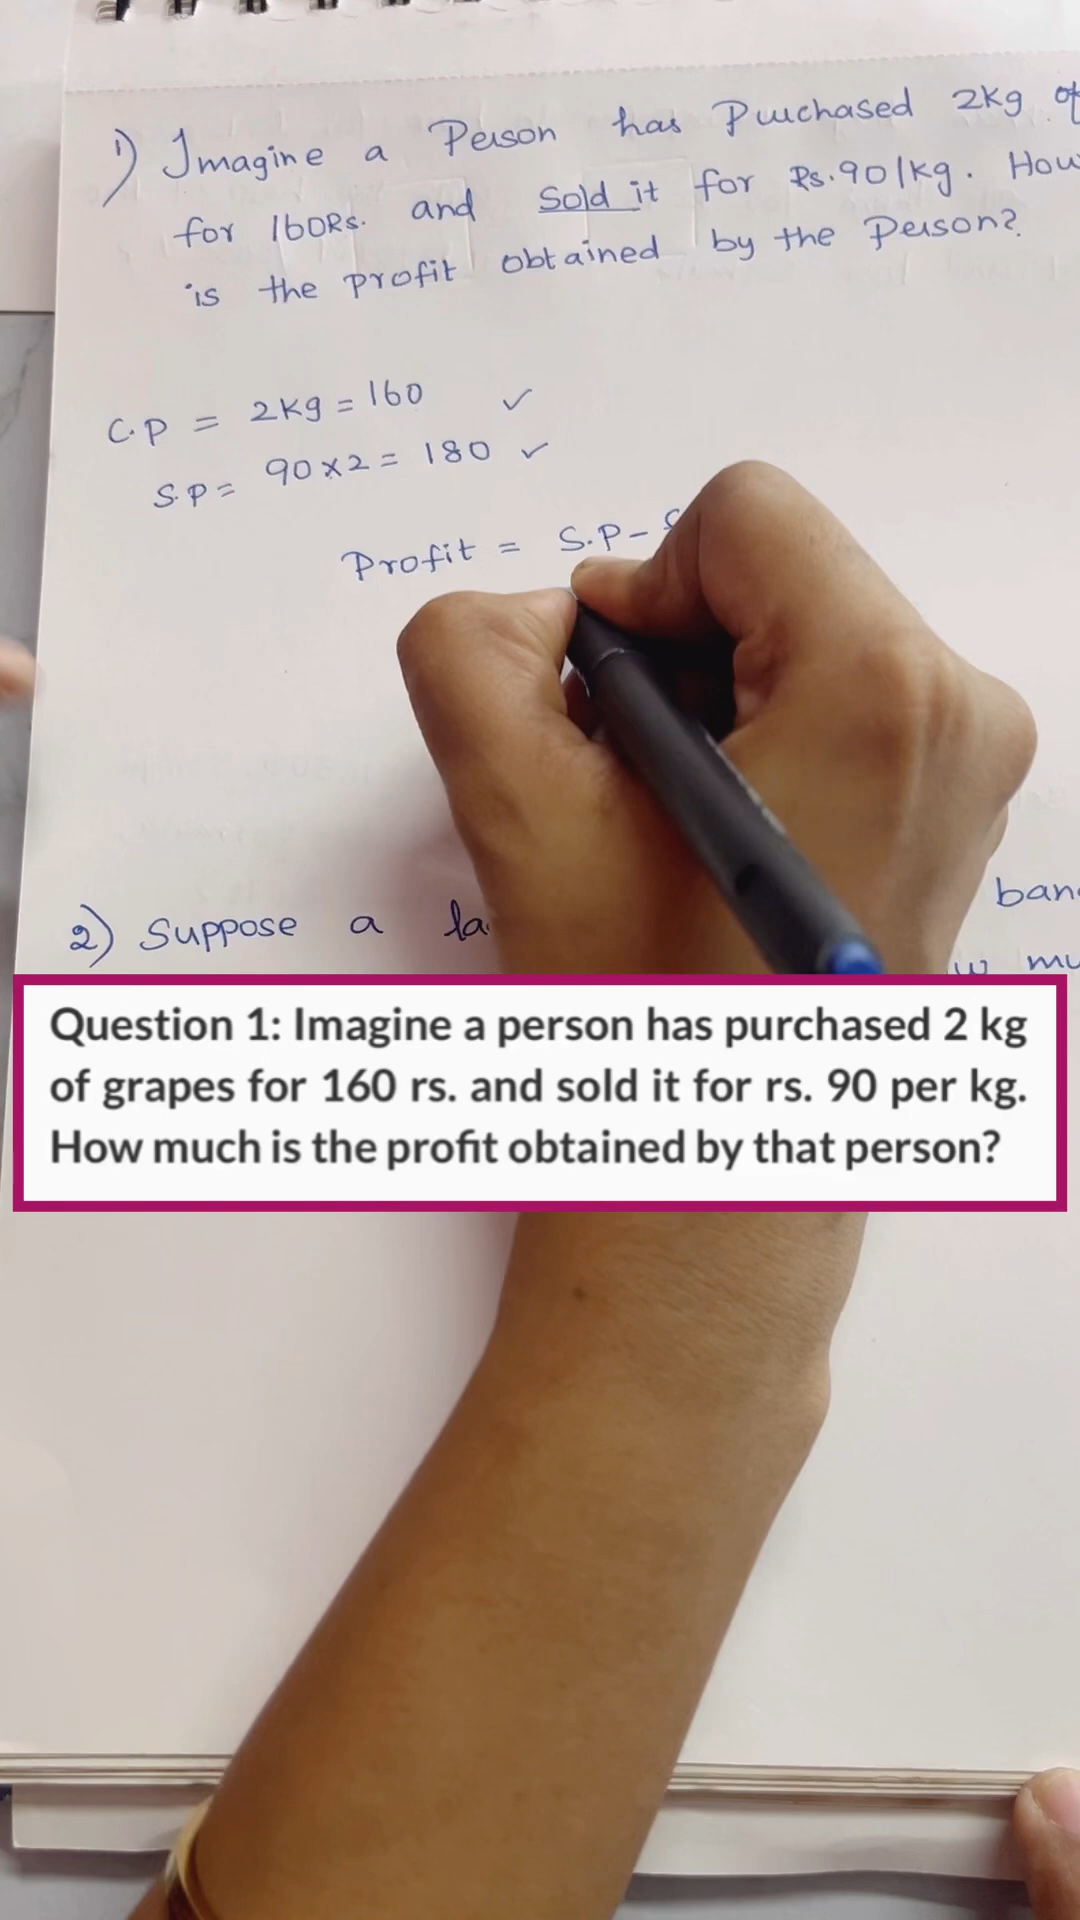 1) Imagine a Person has Purchased 2kg of
for 160Rs. and Sold it for Rs.90/kg. How
is the profit obtained by the Person?
C.P = 2kg = 160 ✓
S.P = 90×2 = 180 ✓
Profit = S.P -
2) Suppose a
Question 1: Imagine a person has purchased 2 kg
of grapes for 160 rs. and sold it for rs. 90 per kg.
How much is the profit obtained by that person?